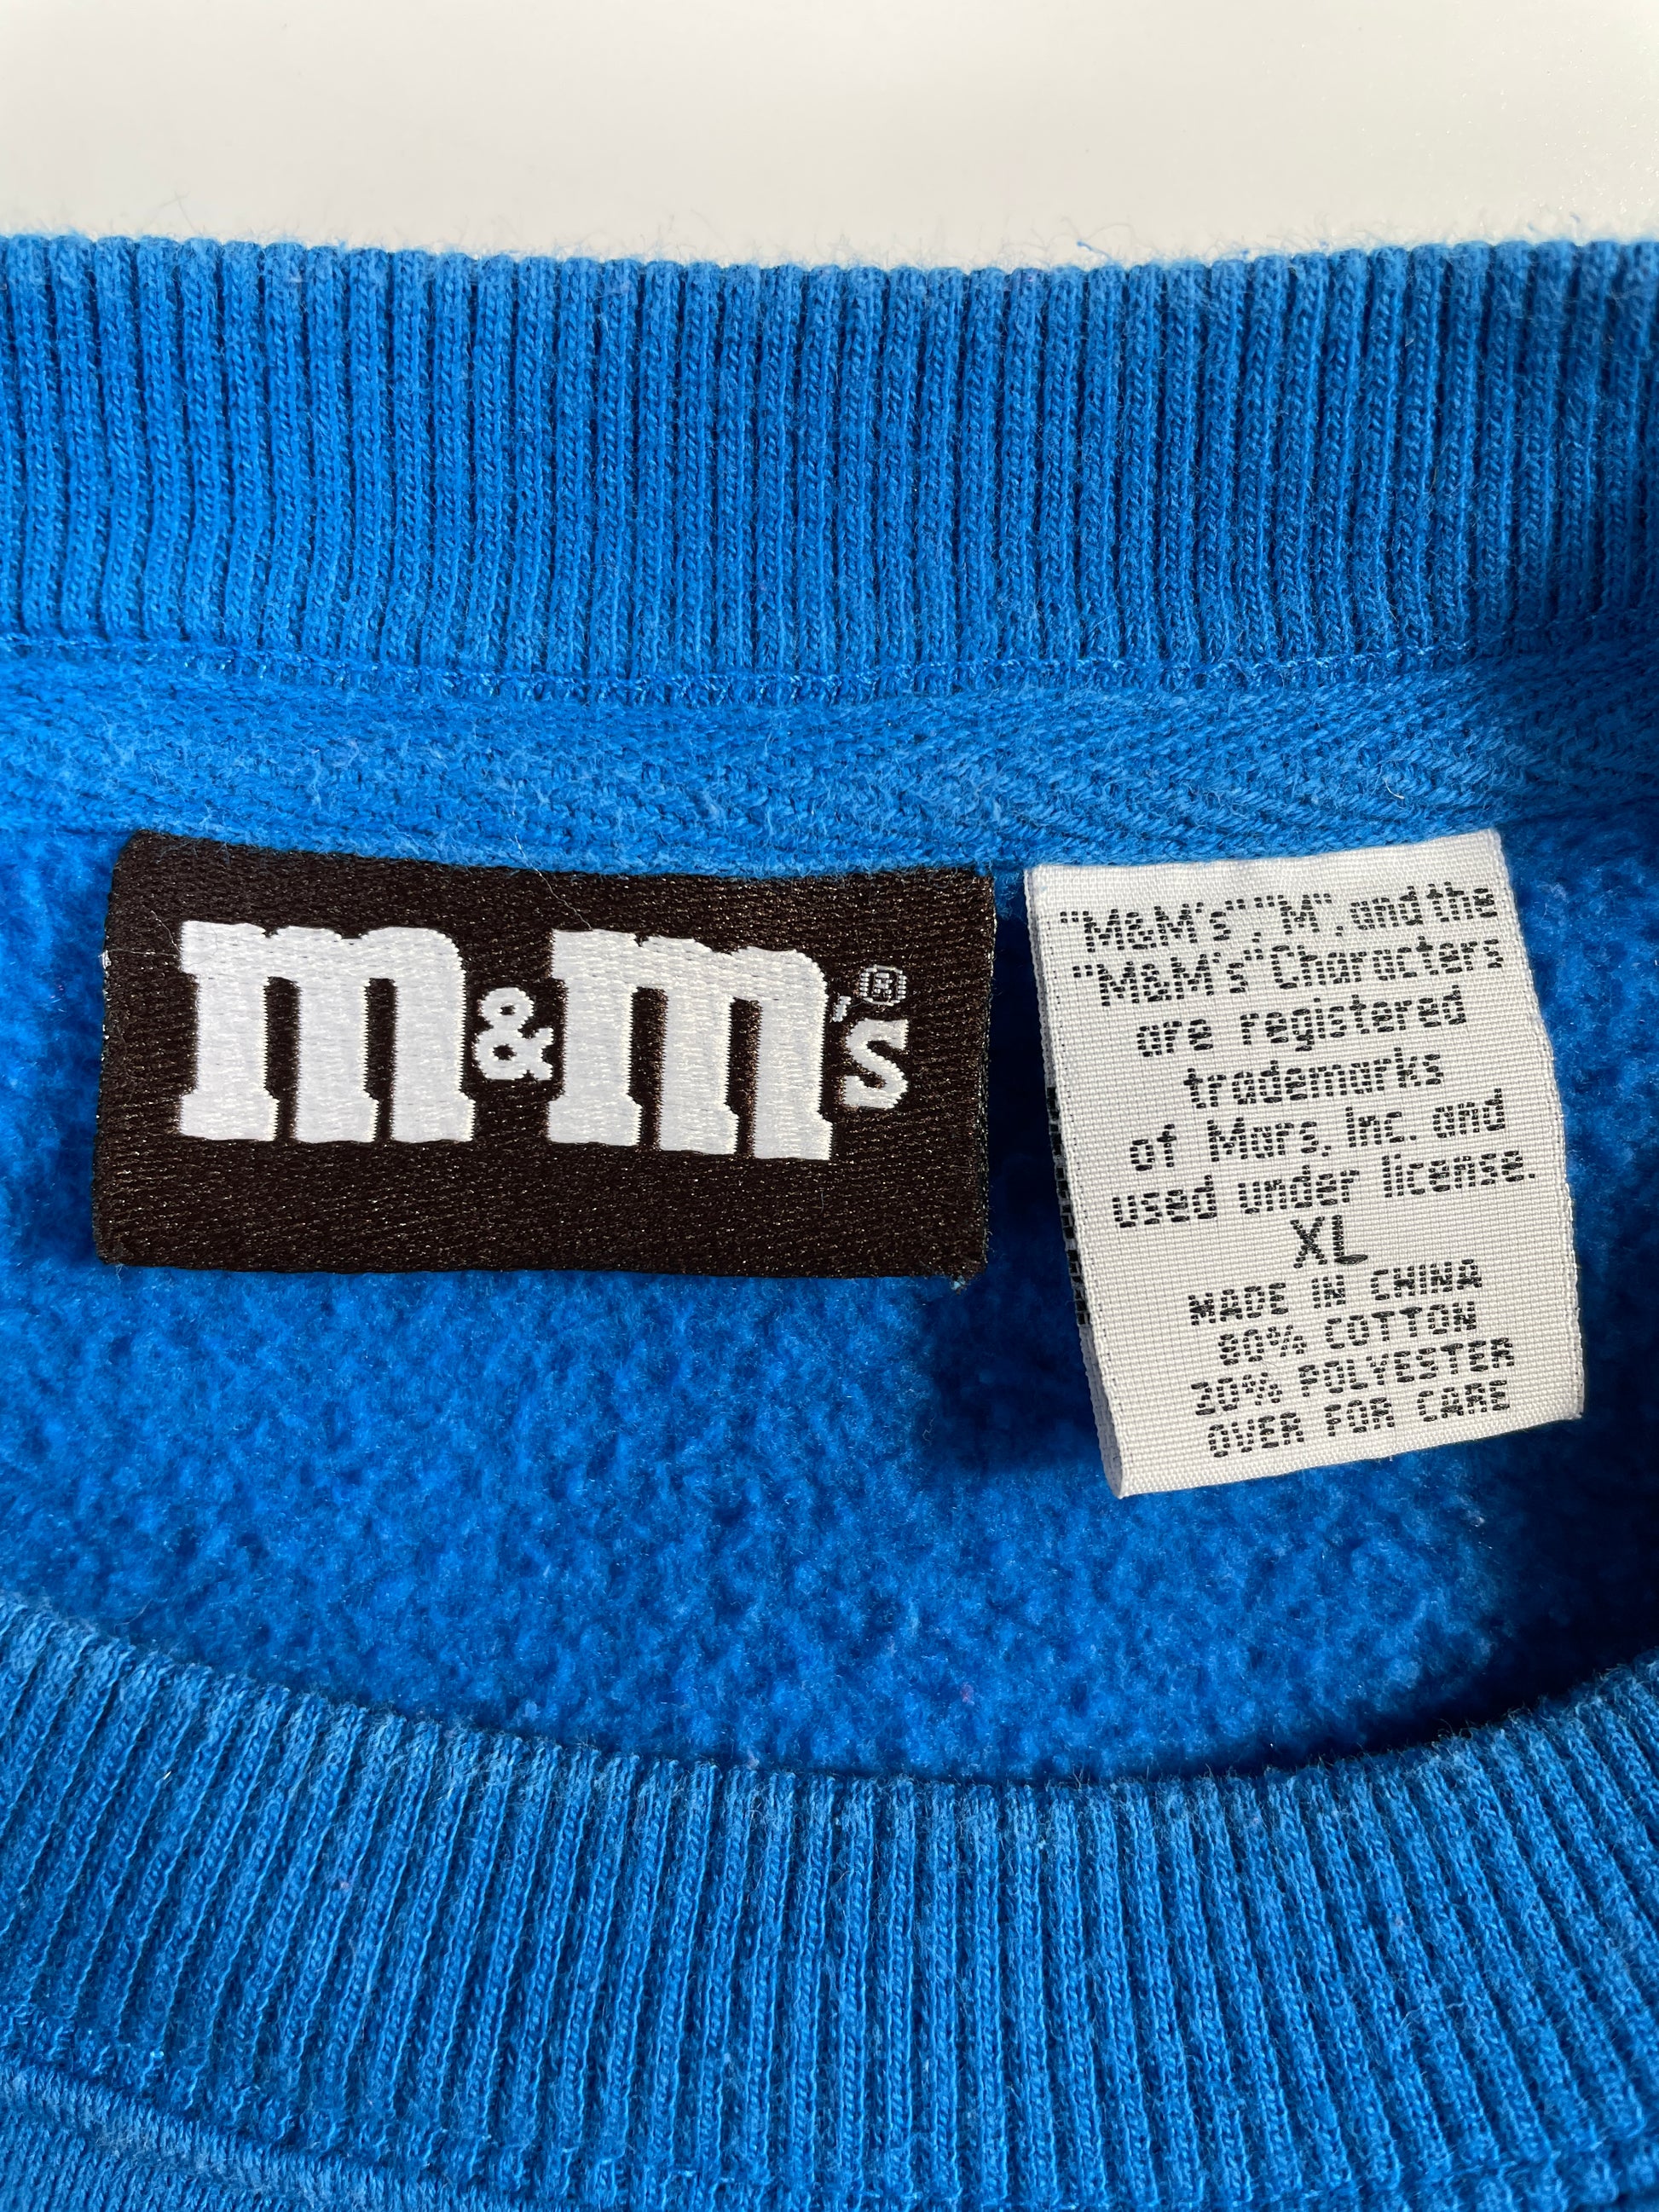 m&m's®
"M&M's","M", and the
"M&M's" Characters
are registered
trademarks
of Mars, Inc. and
used under license.
XL
MADE IN CHINA
80% COTTON
20% POLYESTER
OVER FOR CARE